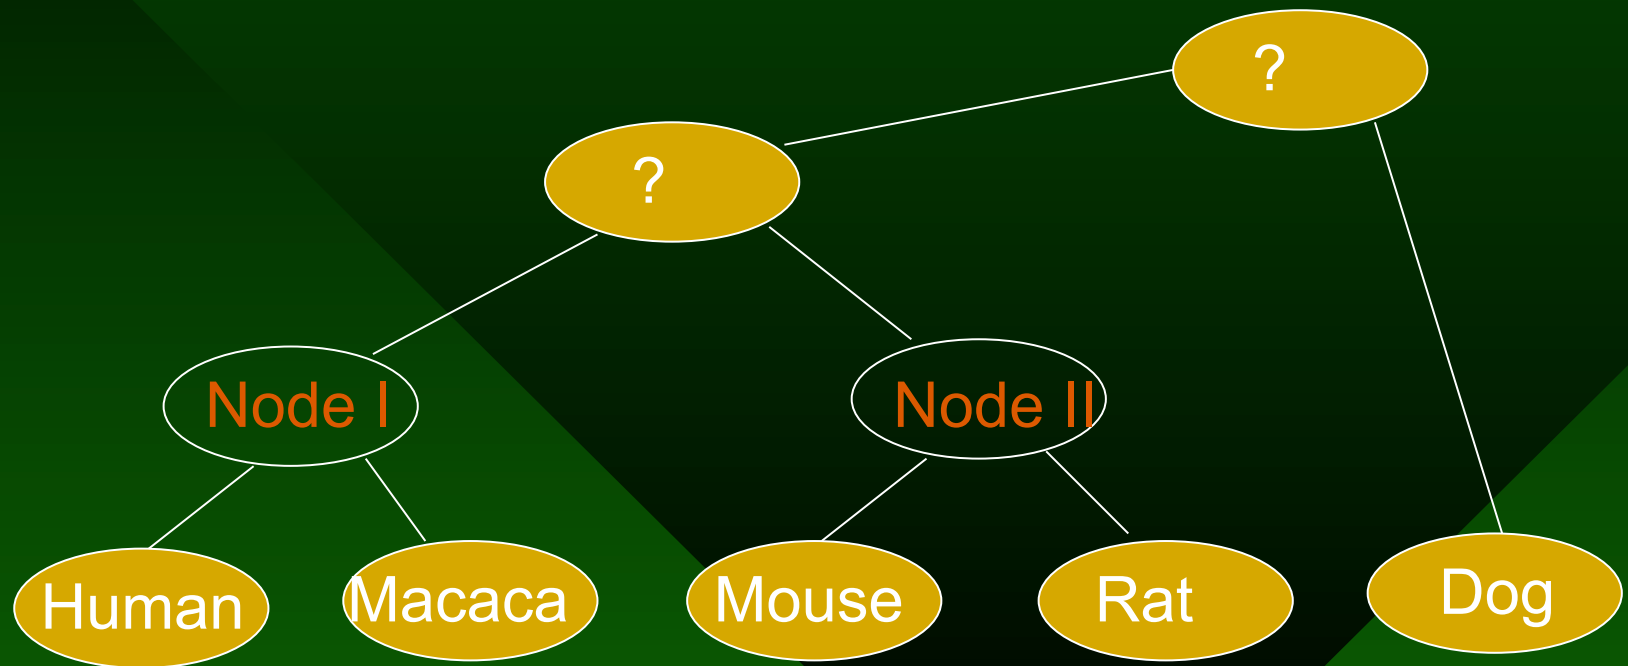 ?
?
Node I
Node II
Human
Macaca
Mouse
Rat
Dog